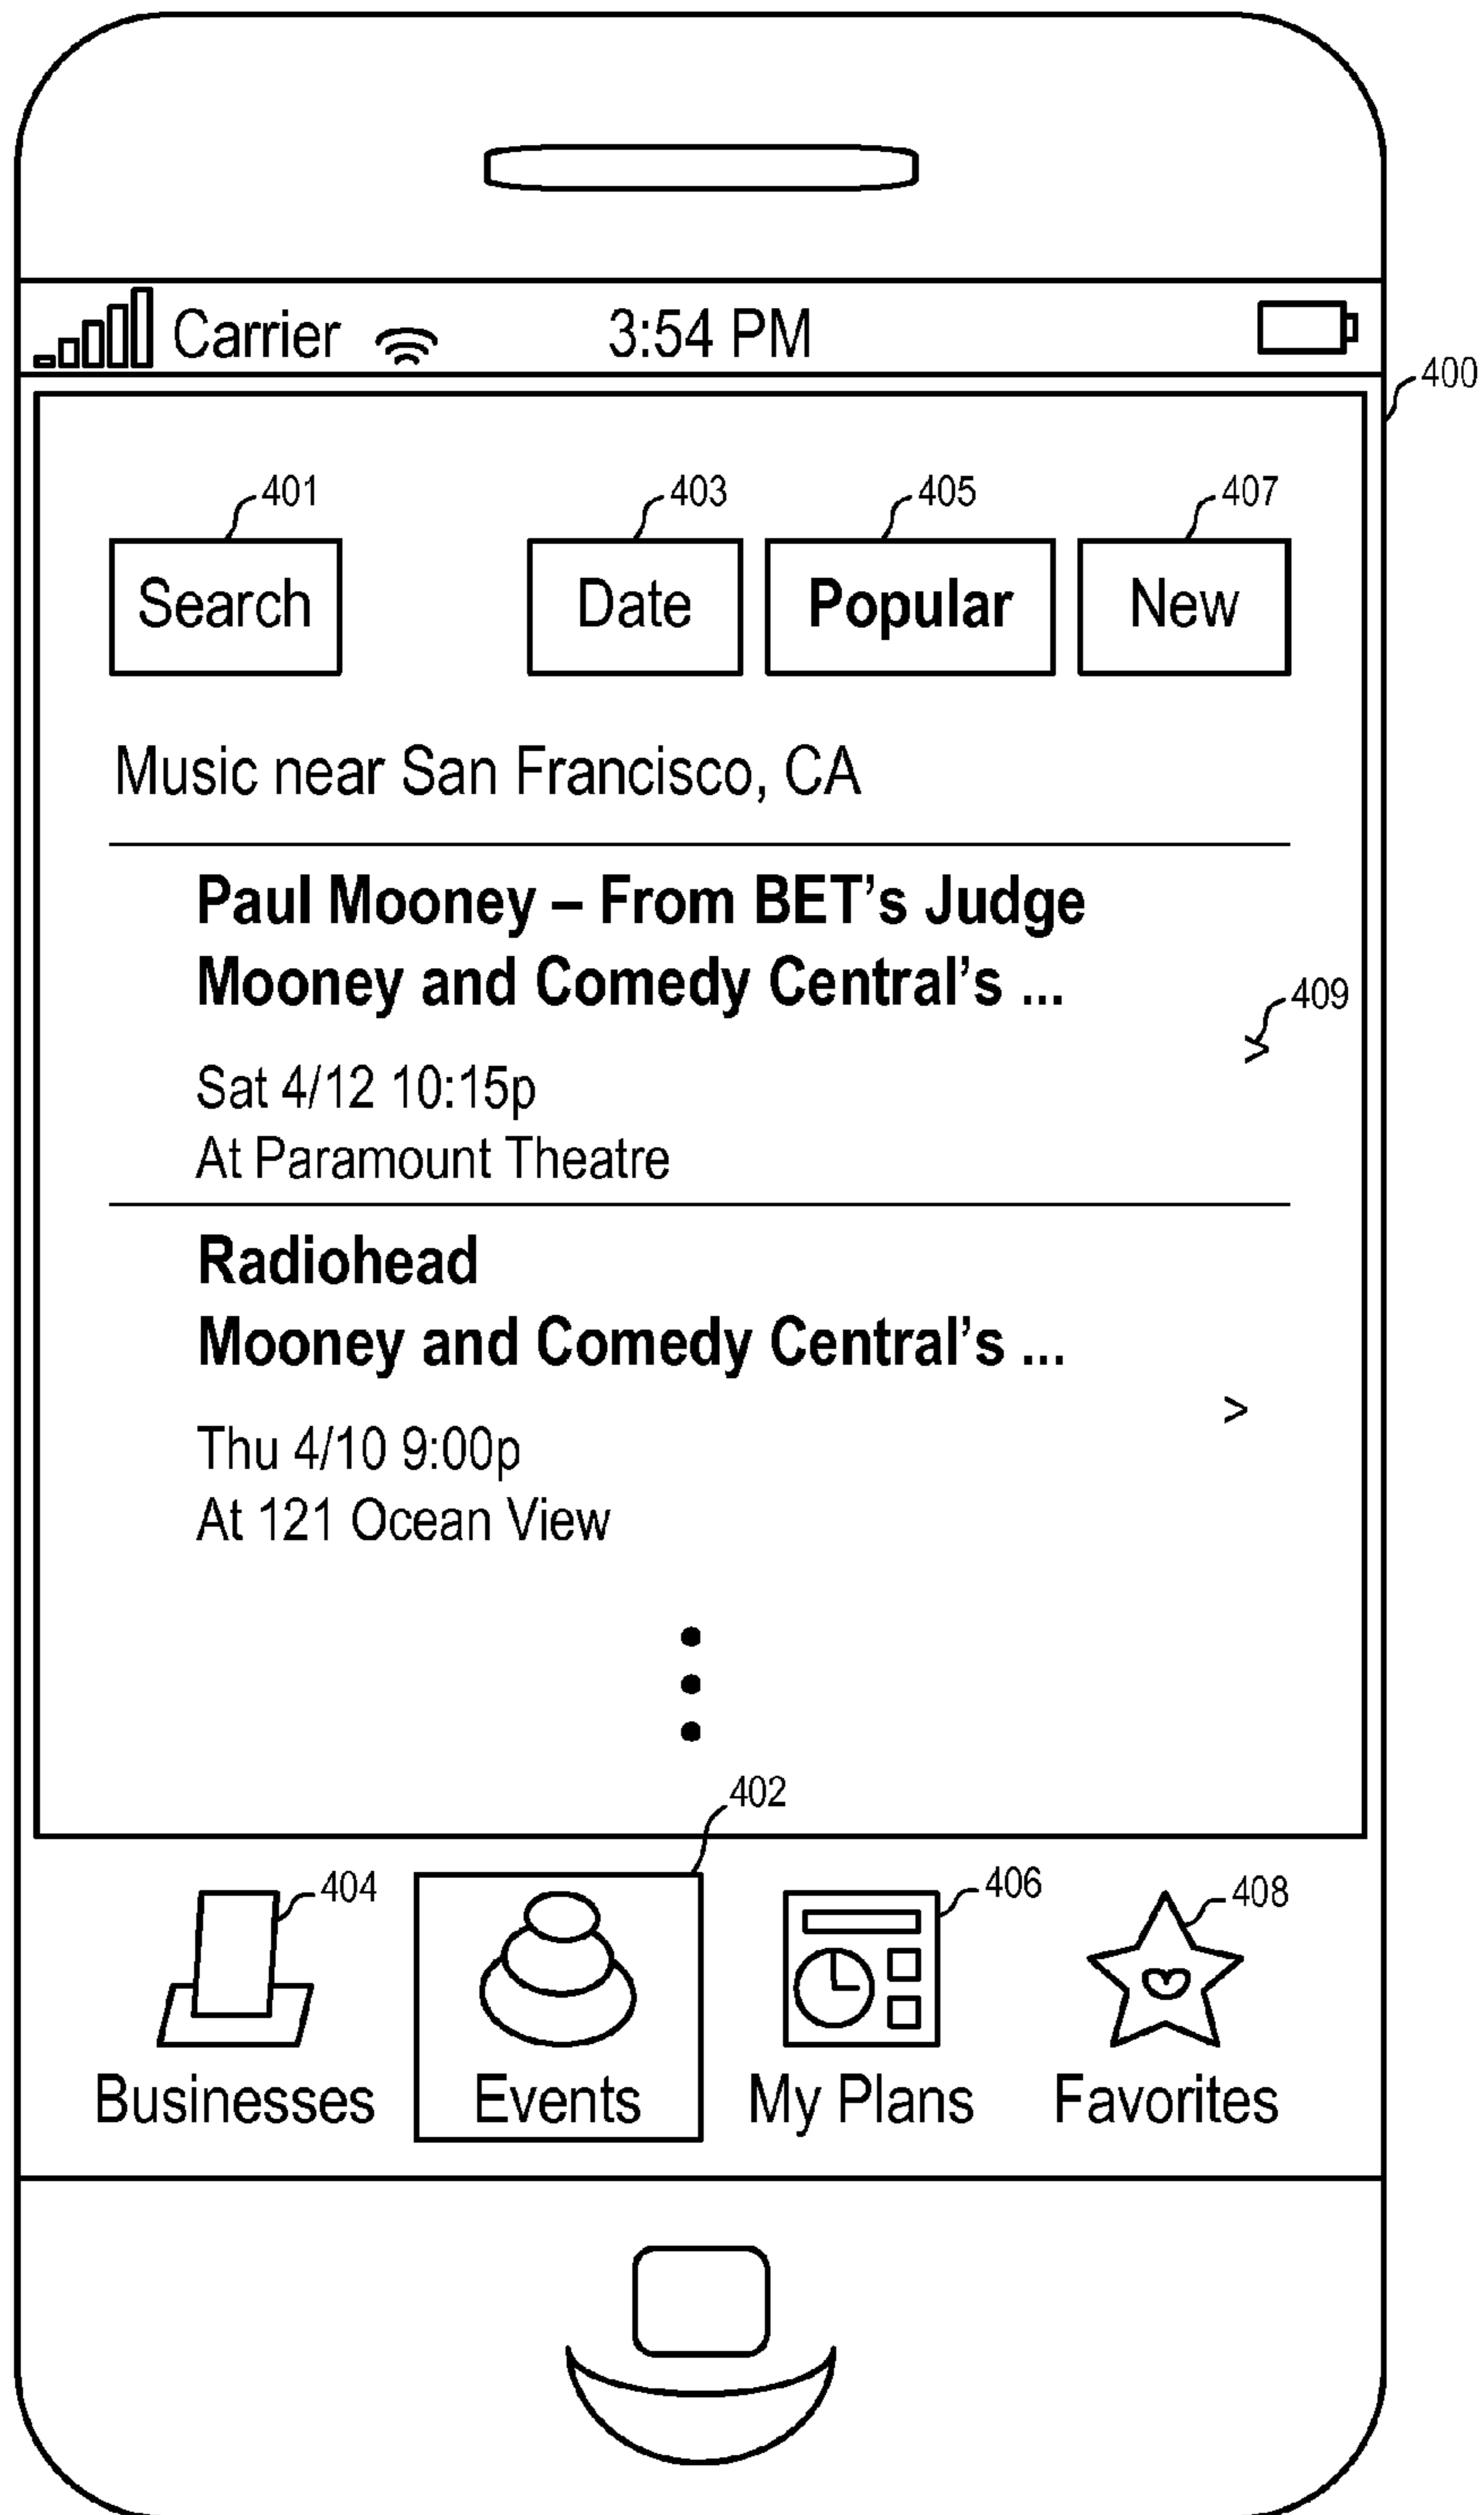 Carrier 3:54 PM
400
401 403 405 407
Search Date Popular New
Music near San Francisco, CA
Paul Mooney – From BET’s Judge
Mooney and Comedy Central’s ...
409
>
Sat 4/12 10:15p
At Paramount Theatre
Radiohead
Mooney and Comedy Central’s ...
>
Thu 4/10 9:00p
At 121 Ocean View
402
404 406 408
Businesses Events My Plans Favorites